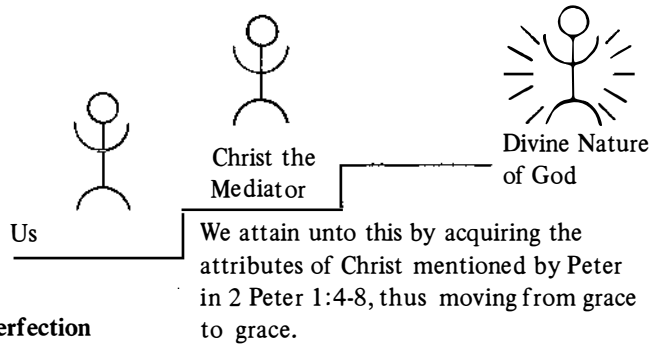 Christ the
Mediator
Divine Nature
of God
Us
We attain unto this by acquiring the
attributes of Christ mentioned by Peter
in 2 Peter 1:4-8, thus moving from grace
to grace.
erfection